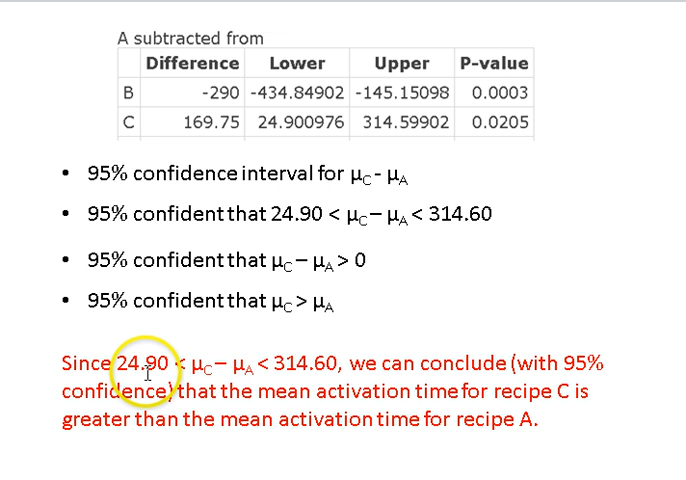 A subtracted from
Difference Lower Upper P-value
B -290 -434.84902 -145.15098 0.0003
C 169.75 24.900976 314.59902 0.0205
• 95% confidence interval for μC - μA
• 95% confident that 24.90 < μC – μA < 314.60
• 95% confident that μC – μA > 0
• 95% confident that μC > μA
Since 24.90 < μC – μA < 314.60, we can conclude (with 95%
confidence) that the mean activation time for recipe C is
greater than the mean activation time for recipe A.